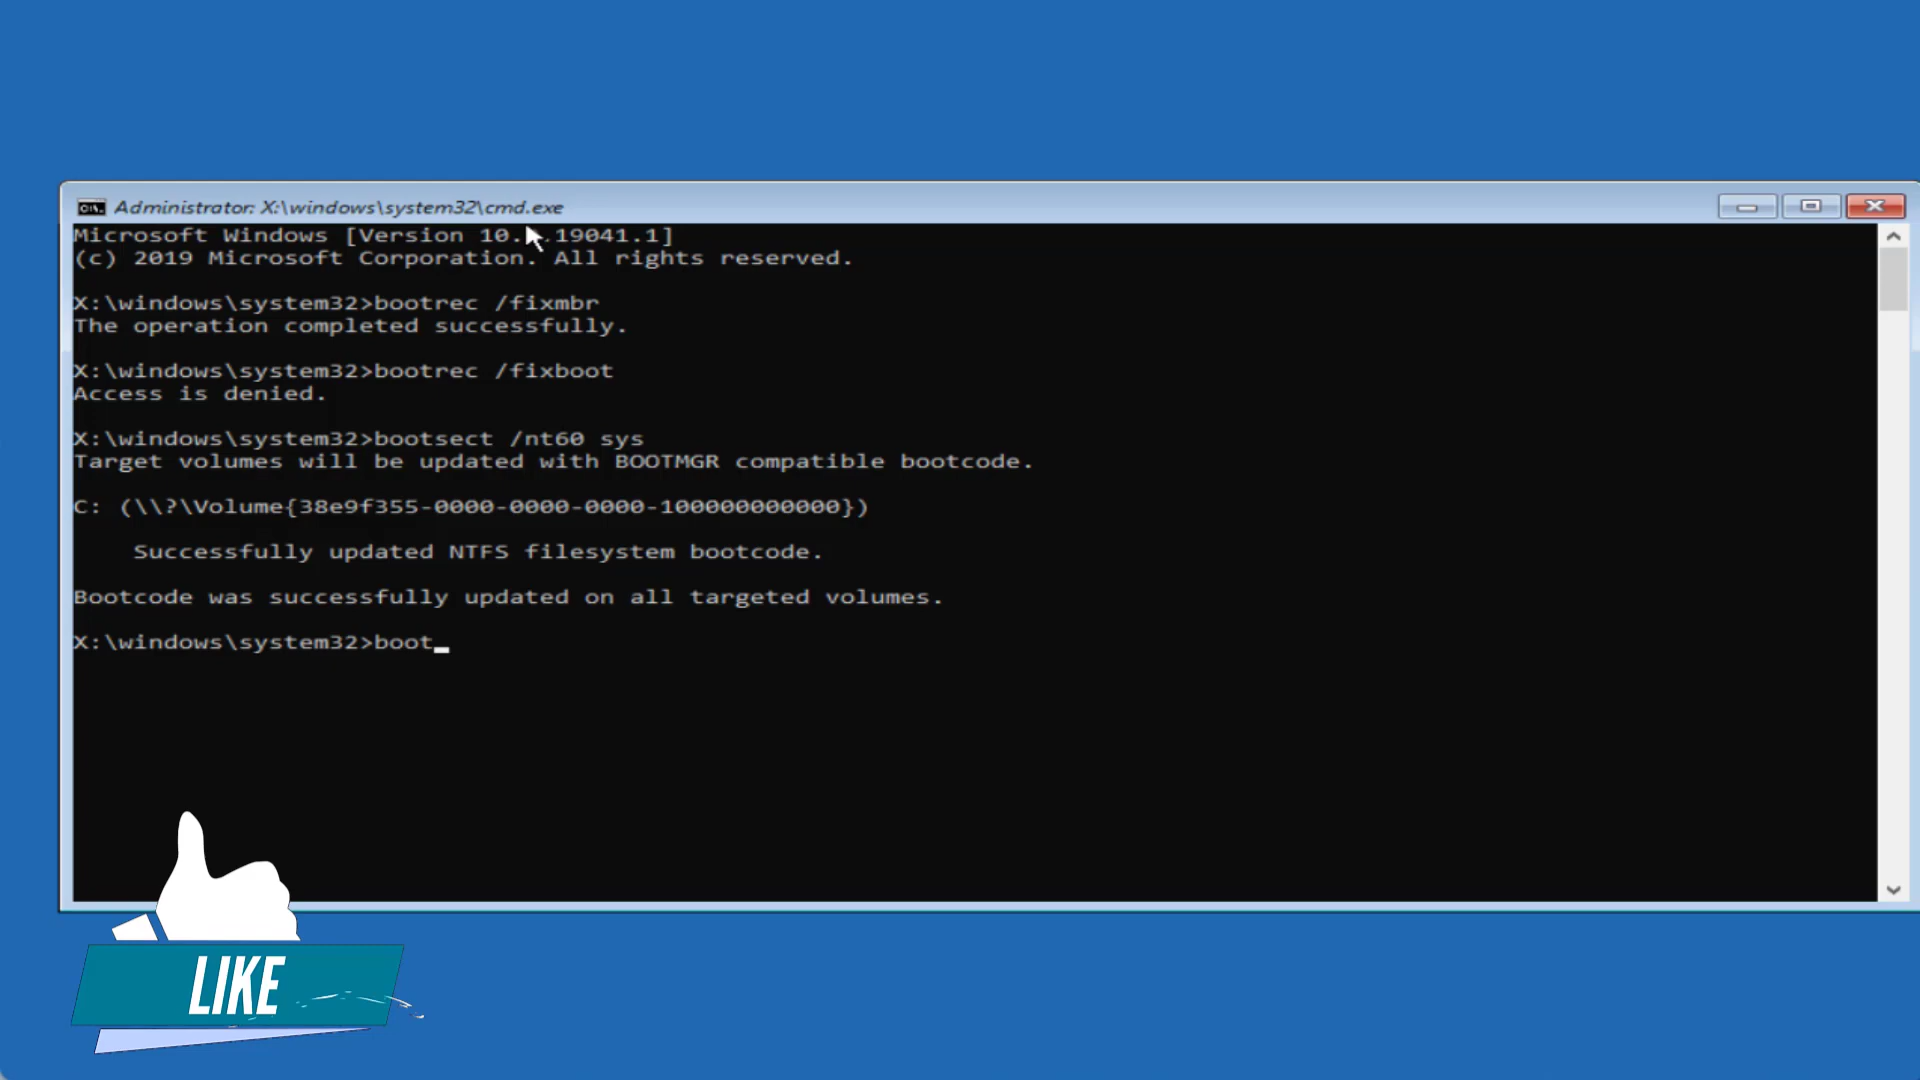 Administrator: X:\windows\system32\cmd.exe
Microsoft Windows [Version 10. .19041.1]
(c) 2019 Microsoft Corporation. All rights reserved.
X:\windows\system32>bootrec /fixmbr
The operation completed successfully.
X:\windows\system32>bootrec /fixboot
Access is denied.
X:\windows\system32>bootsect /nt60 sys
Target volumes will be updated with BOOTMGR compatible bootcode.
C: (\\?\Volume{38e9f355-0000-0000-0000-100000000000})
Successfully updated NTFS filesystem bootcode.
Bootcode was successfully updated on all targeted volumes.
X:\windows\system32>boot_
LIKE